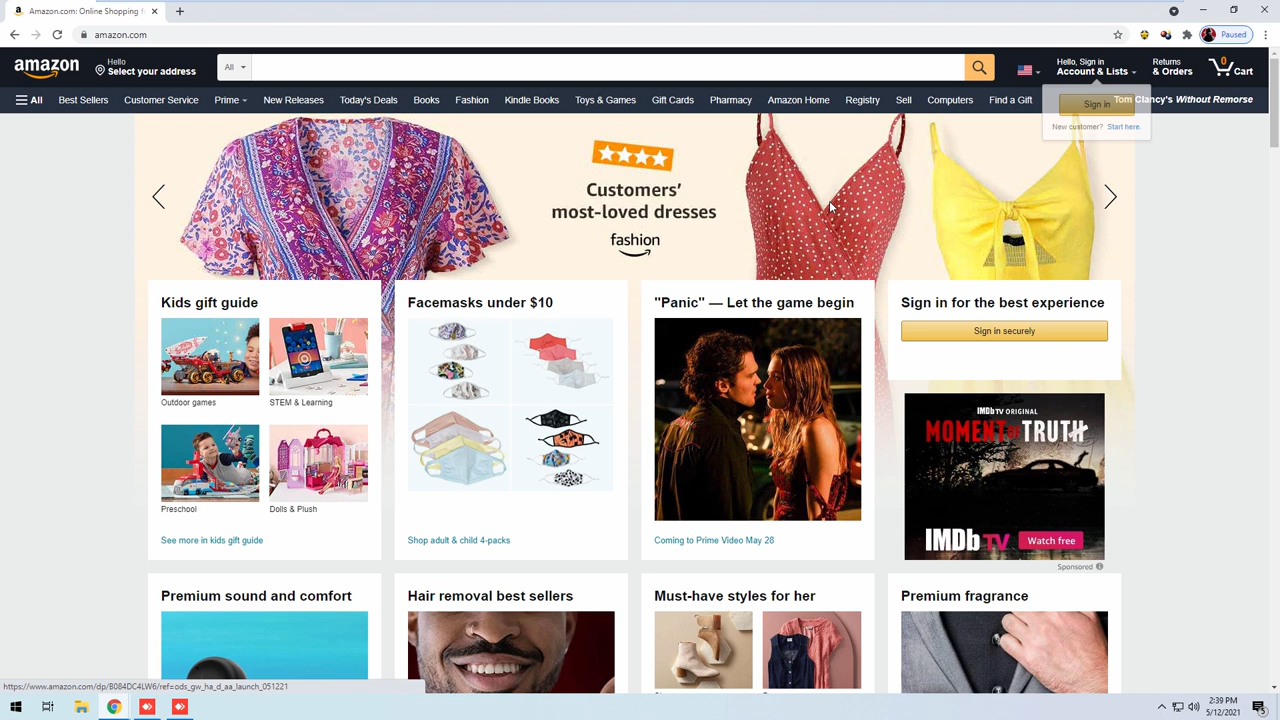 Amazon.com: Online Shopping f
amazon.com
Paused
amazon
Hello
Select your address
All
Hello, Sign in
Account & Lists
Returns
& Orders
0
Cart
All
Best Sellers
Customer Service
Prime
New Releases
Today's Deals
Books
Fashion
Kindle Books
Toys & Games
Gift Cards
Pharmacy
Amazon Home
Registry
Sell
Computers
Find a Gift
Tom Clancy's Without Remorse
Sign in
New customer? Start here.
Customers'
most-loved dresses
fashion
Kids gift guide
Outdoor games
STEM & Learning
Preschool
Dolls & Plush
See more in kids gift guide
Facemasks under $10
Shop adult & child 4-packs
"Panic" — Let the game begin
Coming to Prime Video May 28
Sign in for the best experience
Sign in securely
IMDb TV ORIGINAL
MOMENT OF TRUTH
IMDb TV
Watch free
Sponsored
Premium sound and comfort
Hair removal best sellers
Must-have styles for her
Premium fragrance
https://www.amazon.com/dp/B084DC4LW6/ref=ods_gw_ha_d_aa_launch_051221
2:39 PM
5/12/2021
5